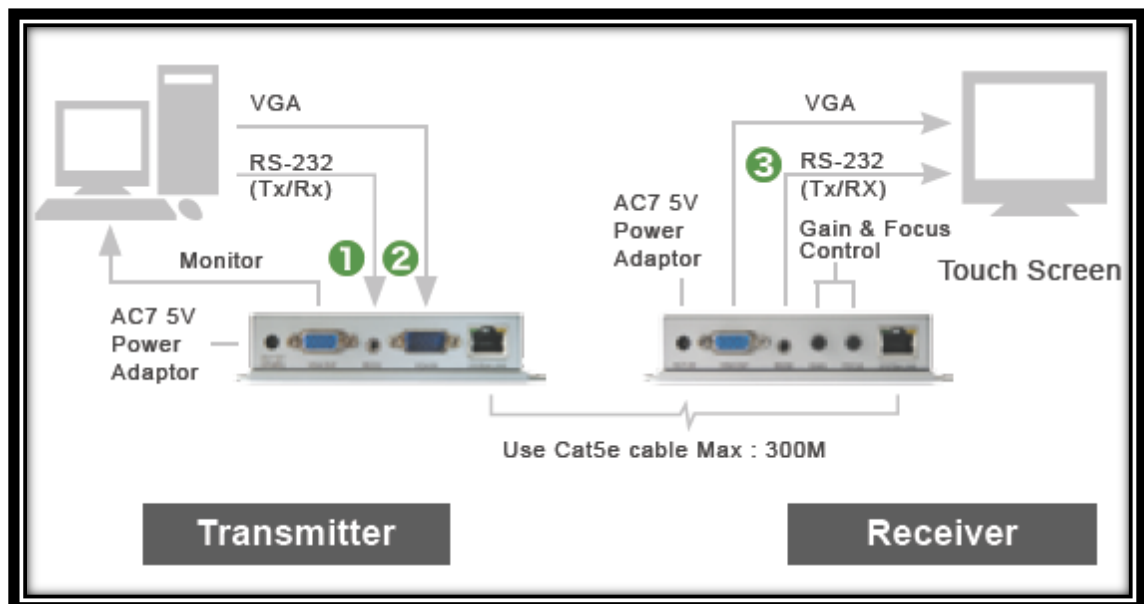 VGA
RS-232
(Tx/Rx)
Monitor
1
2
AC7 5V
Power
Adaptor
VGA
3
RS-232
(Tx/RX)
AC7 5V
Power
Adaptor
Gain & Focus
Control
Touch Screen
Use Cat5e cable Max : 300M
Transmitter
Receiver